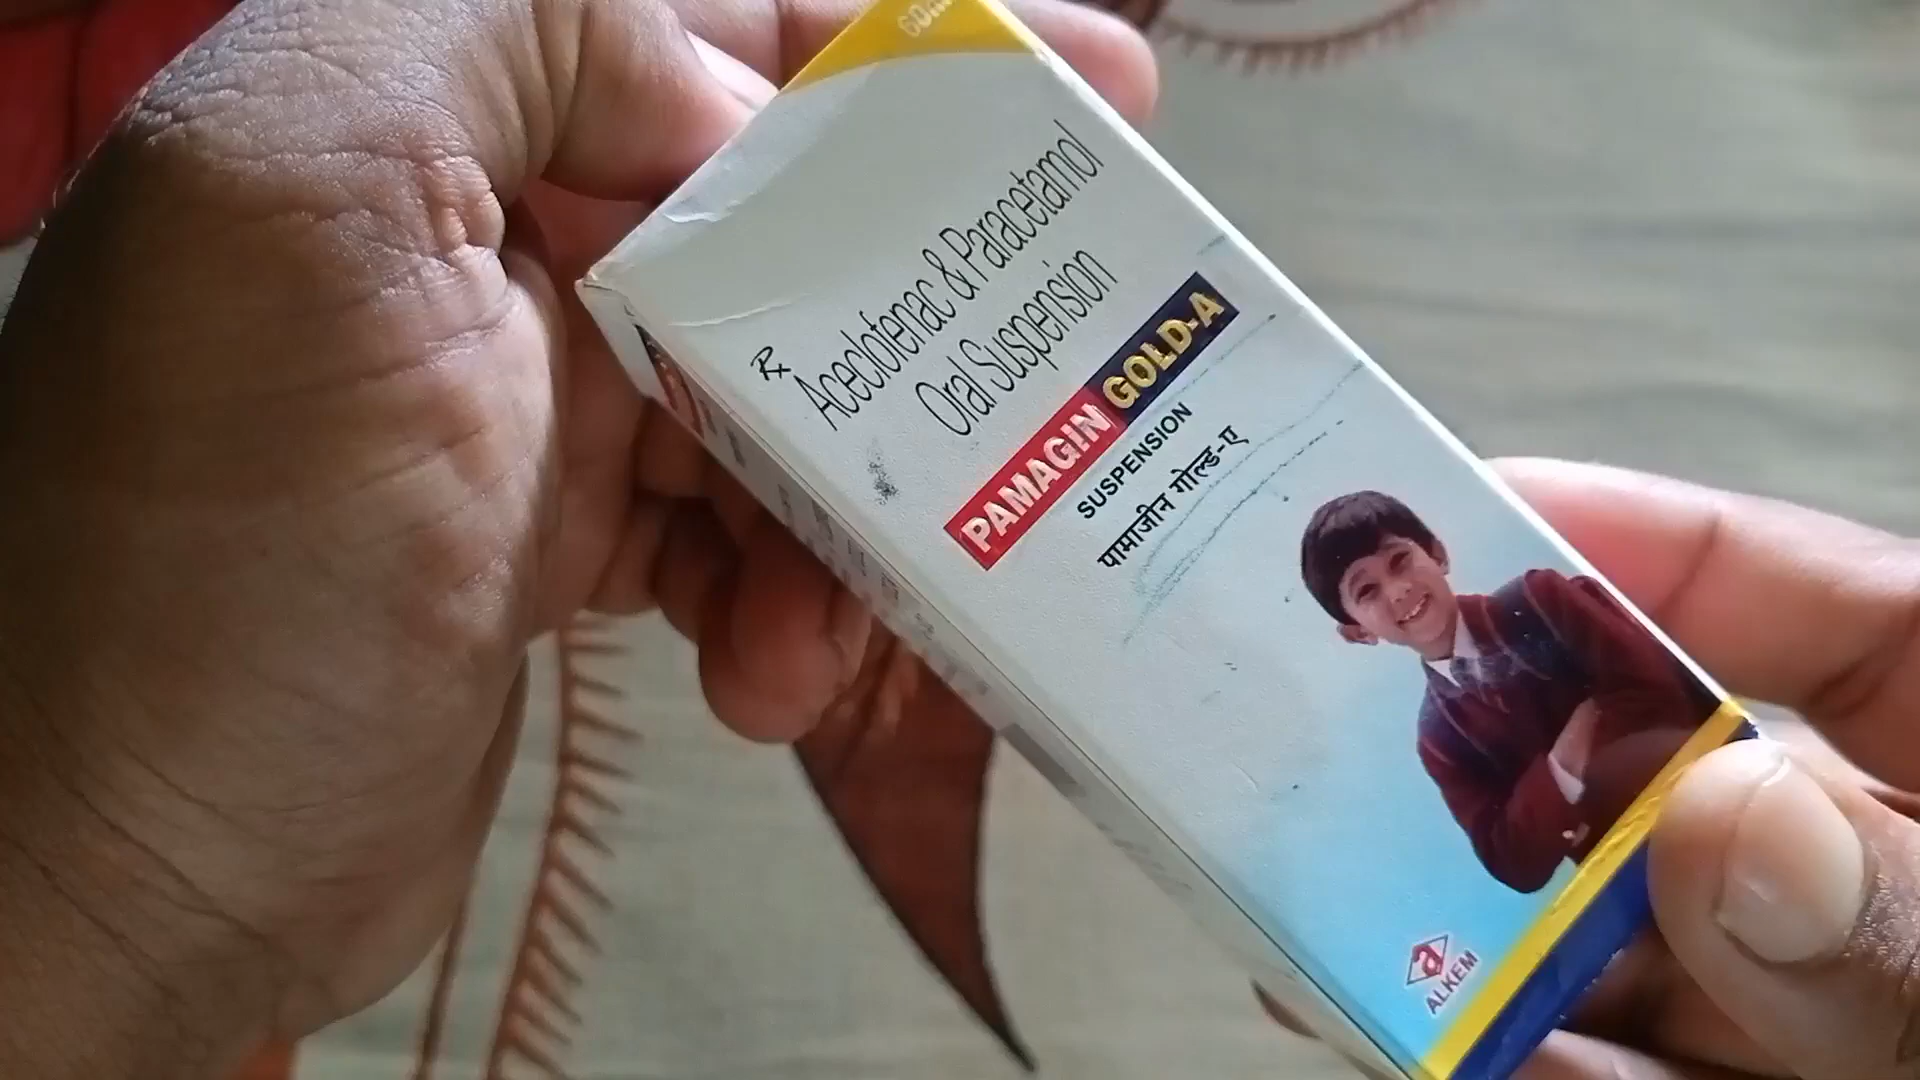 Rx
Aceclofenac & Paracetamol
Oral Suspension
PAMAGIN GOLD-A
SUSPENSION
पामाजीन गोल्ड-ए
a
ALKEM